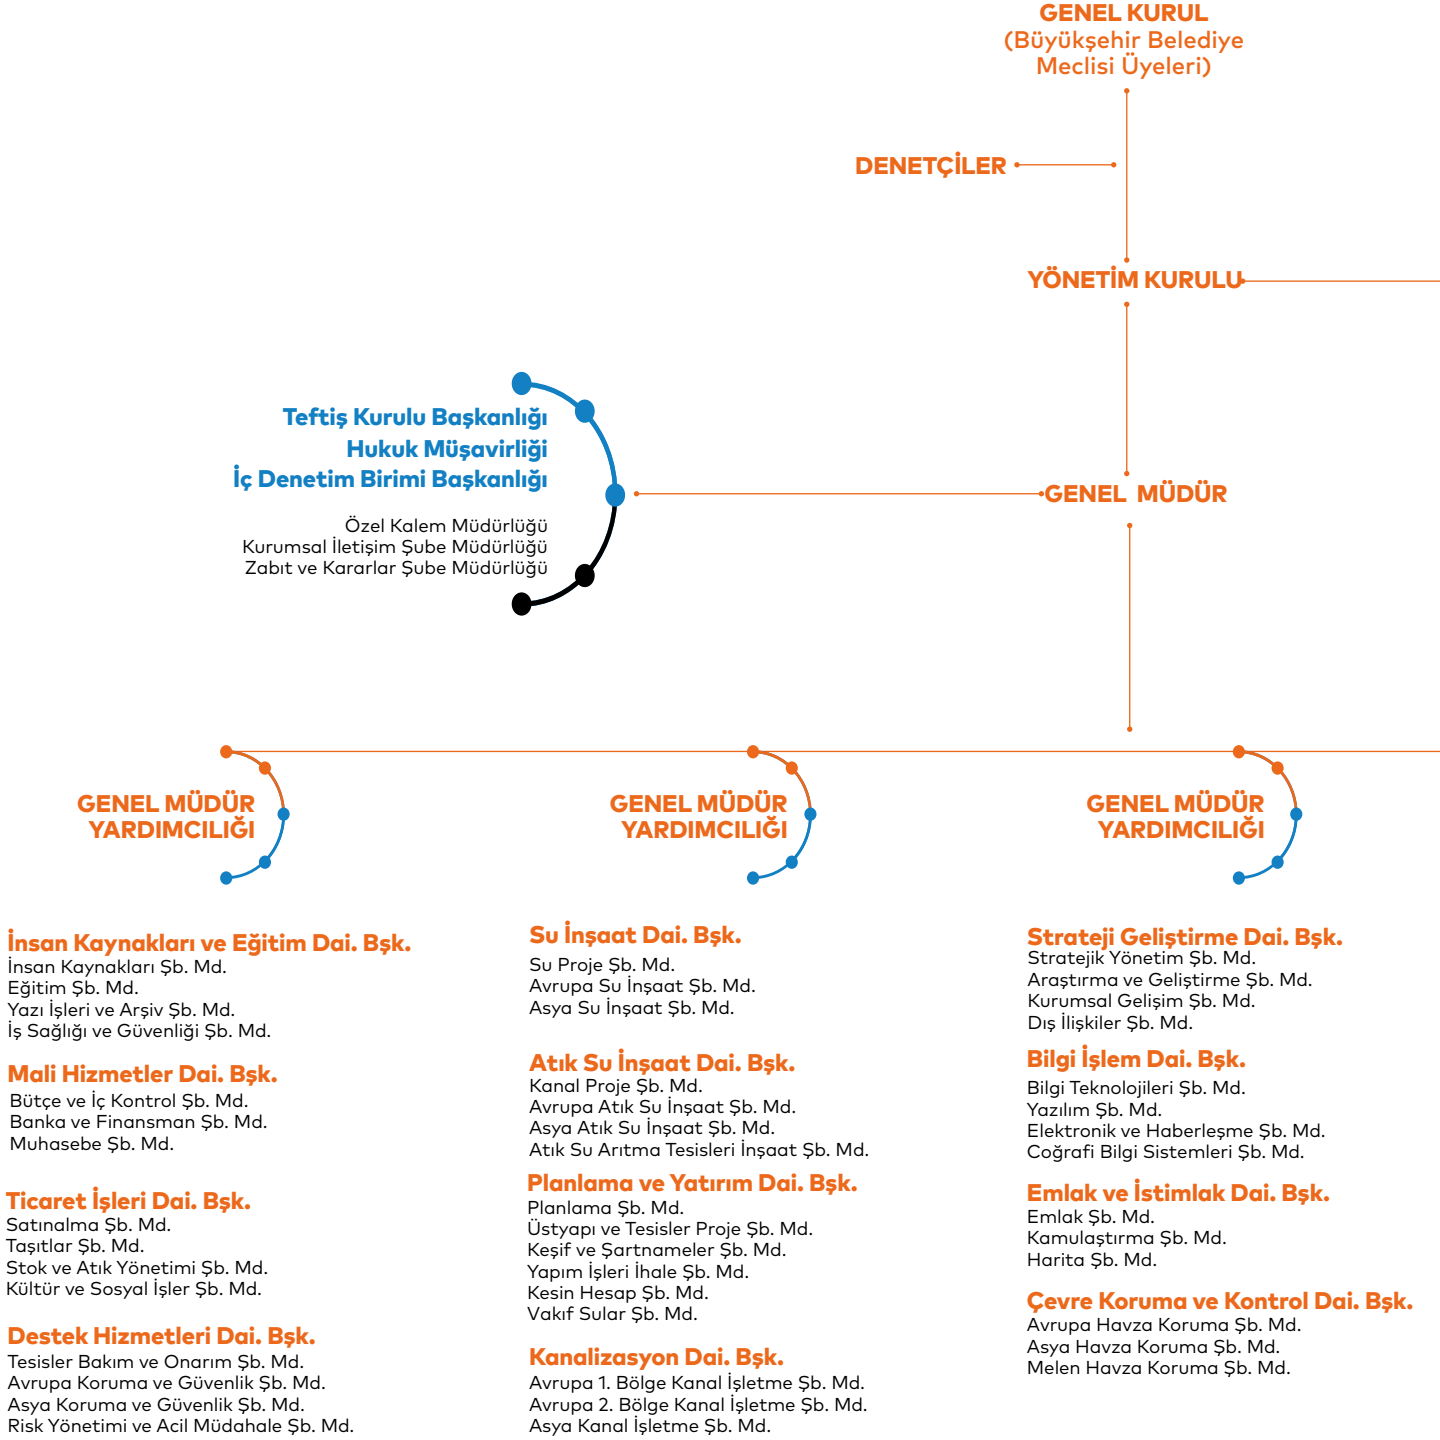 GENEL KURUL
(Büyükşehir Belediye
Meclisi Üyeleri)
DENETÇİLER
YÖNETİM KURULU
Teftiş Kurulu Başkanlığı
Hukuk Müşavirliği
İç Denetim Birimi Başkanlığı
Özel Kalem Müdürlüğü
Kurumsal İletişim Şube Müdürlüğü
Zabıt ve Kararlar Şube Müdürlüğü
GENEL MÜDÜR
GENEL MÜDÜR
YARDIMCILIĞI
İnsan Kaynakları ve Eğitim Dai. Bşk.
İnsan Kaynakları Şb. Md.
Eğitim Şb. Md.
Yazı İşleri ve Arşiv Şb. Md.
İş Sağlığı ve Güvenliği Şb. Md.
Mali Hizmetler Dai. Bşk.
Bütçe ve İç Kontrol Şb. Md.
Banka ve Finansman Şb. Md.
Muhasebe Şb. Md.
Ticaret İşleri Dai. Bşk.
Satınalma Şb. Md.
Taşıtlar Şb. Md.
Stok ve Atık Yönetimi Şb. Md.
Kültür ve Sosyal İşler Şb. Md.
Destek Hizmetleri Dai. Bşk.
Tesisler Bakım ve Onarım Şb. Md.
Avrupa Koruma ve Güvenlik Şb. Md.
Asya Koruma ve Güvenlik Şb. Md.
Risk Yönetimi ve Acil Müdahale Şb. Md.
GENEL MÜDÜR
YARDIMCILIĞI
Su İnşaat Dai. Bşk.
Su Proje Şb. Md.
Avrupa Su İnşaat Şb. Md.
Asya Su İnşaat Şb. Md.
Atık Su İnşaat Dai. Bşk.
Kanal Proje Şb. Md.
Avrupa Atık Su İnşaat Şb. Md.
Asya Atık Su İnşaat Şb. Md.
Atık Su Arıtma Tesisleri İnşaat Şb. Md.
Planlama ve Yatırım Dai. Bşk.
Planlama Şb. Md.
Üstyapı ve Tesisler Proje Şb. Md.
Keşif ve Şartnameler Şb. Md.
Yapım İşleri İhale Şb. Md.
Kesin Hesap Şb. Md.
Vakıf Sular Şb. Md.
Kanalizasyon Dai. Bşk.
Avrupa 1. Bölge Kanal İşletme Şb. Md.
Avrupa 2. Bölge Kanal İşletme Şb. Md.
Asya Kanal İşletme Şb. Md.
GENEL MÜDÜR
YARDIMCILIĞI
Strateji Geliştirme Dai. Bşk.
Stratejik Yönetim Şb. Md.
Araştırma ve Geliştirme Şb. Md.
Kurumsal Gelişim Şb. Md.
Dış İlişkiler Şb. Md.
Bilgi İşlem Dai. Bşk.
Bilgi Teknolojileri Şb. Md.
Yazılım Şb. Md.
Elektronik ve Haberleşme Şb. Md.
Coğrafi Bilgi Sistemleri Şb. Md.
Emlak ve İstimlak Dai. Bşk.
Emlak Şb. Md.
Kamulaştırma Şb. Md.
Harita Şb. Md.
Çevre Koruma ve Kontrol Dai. Bşk.
Avrupa Havza Koruma Şb. Md.
Asya Havza Koruma Şb. Md.
Melen Havza Koruma Şb. Md.